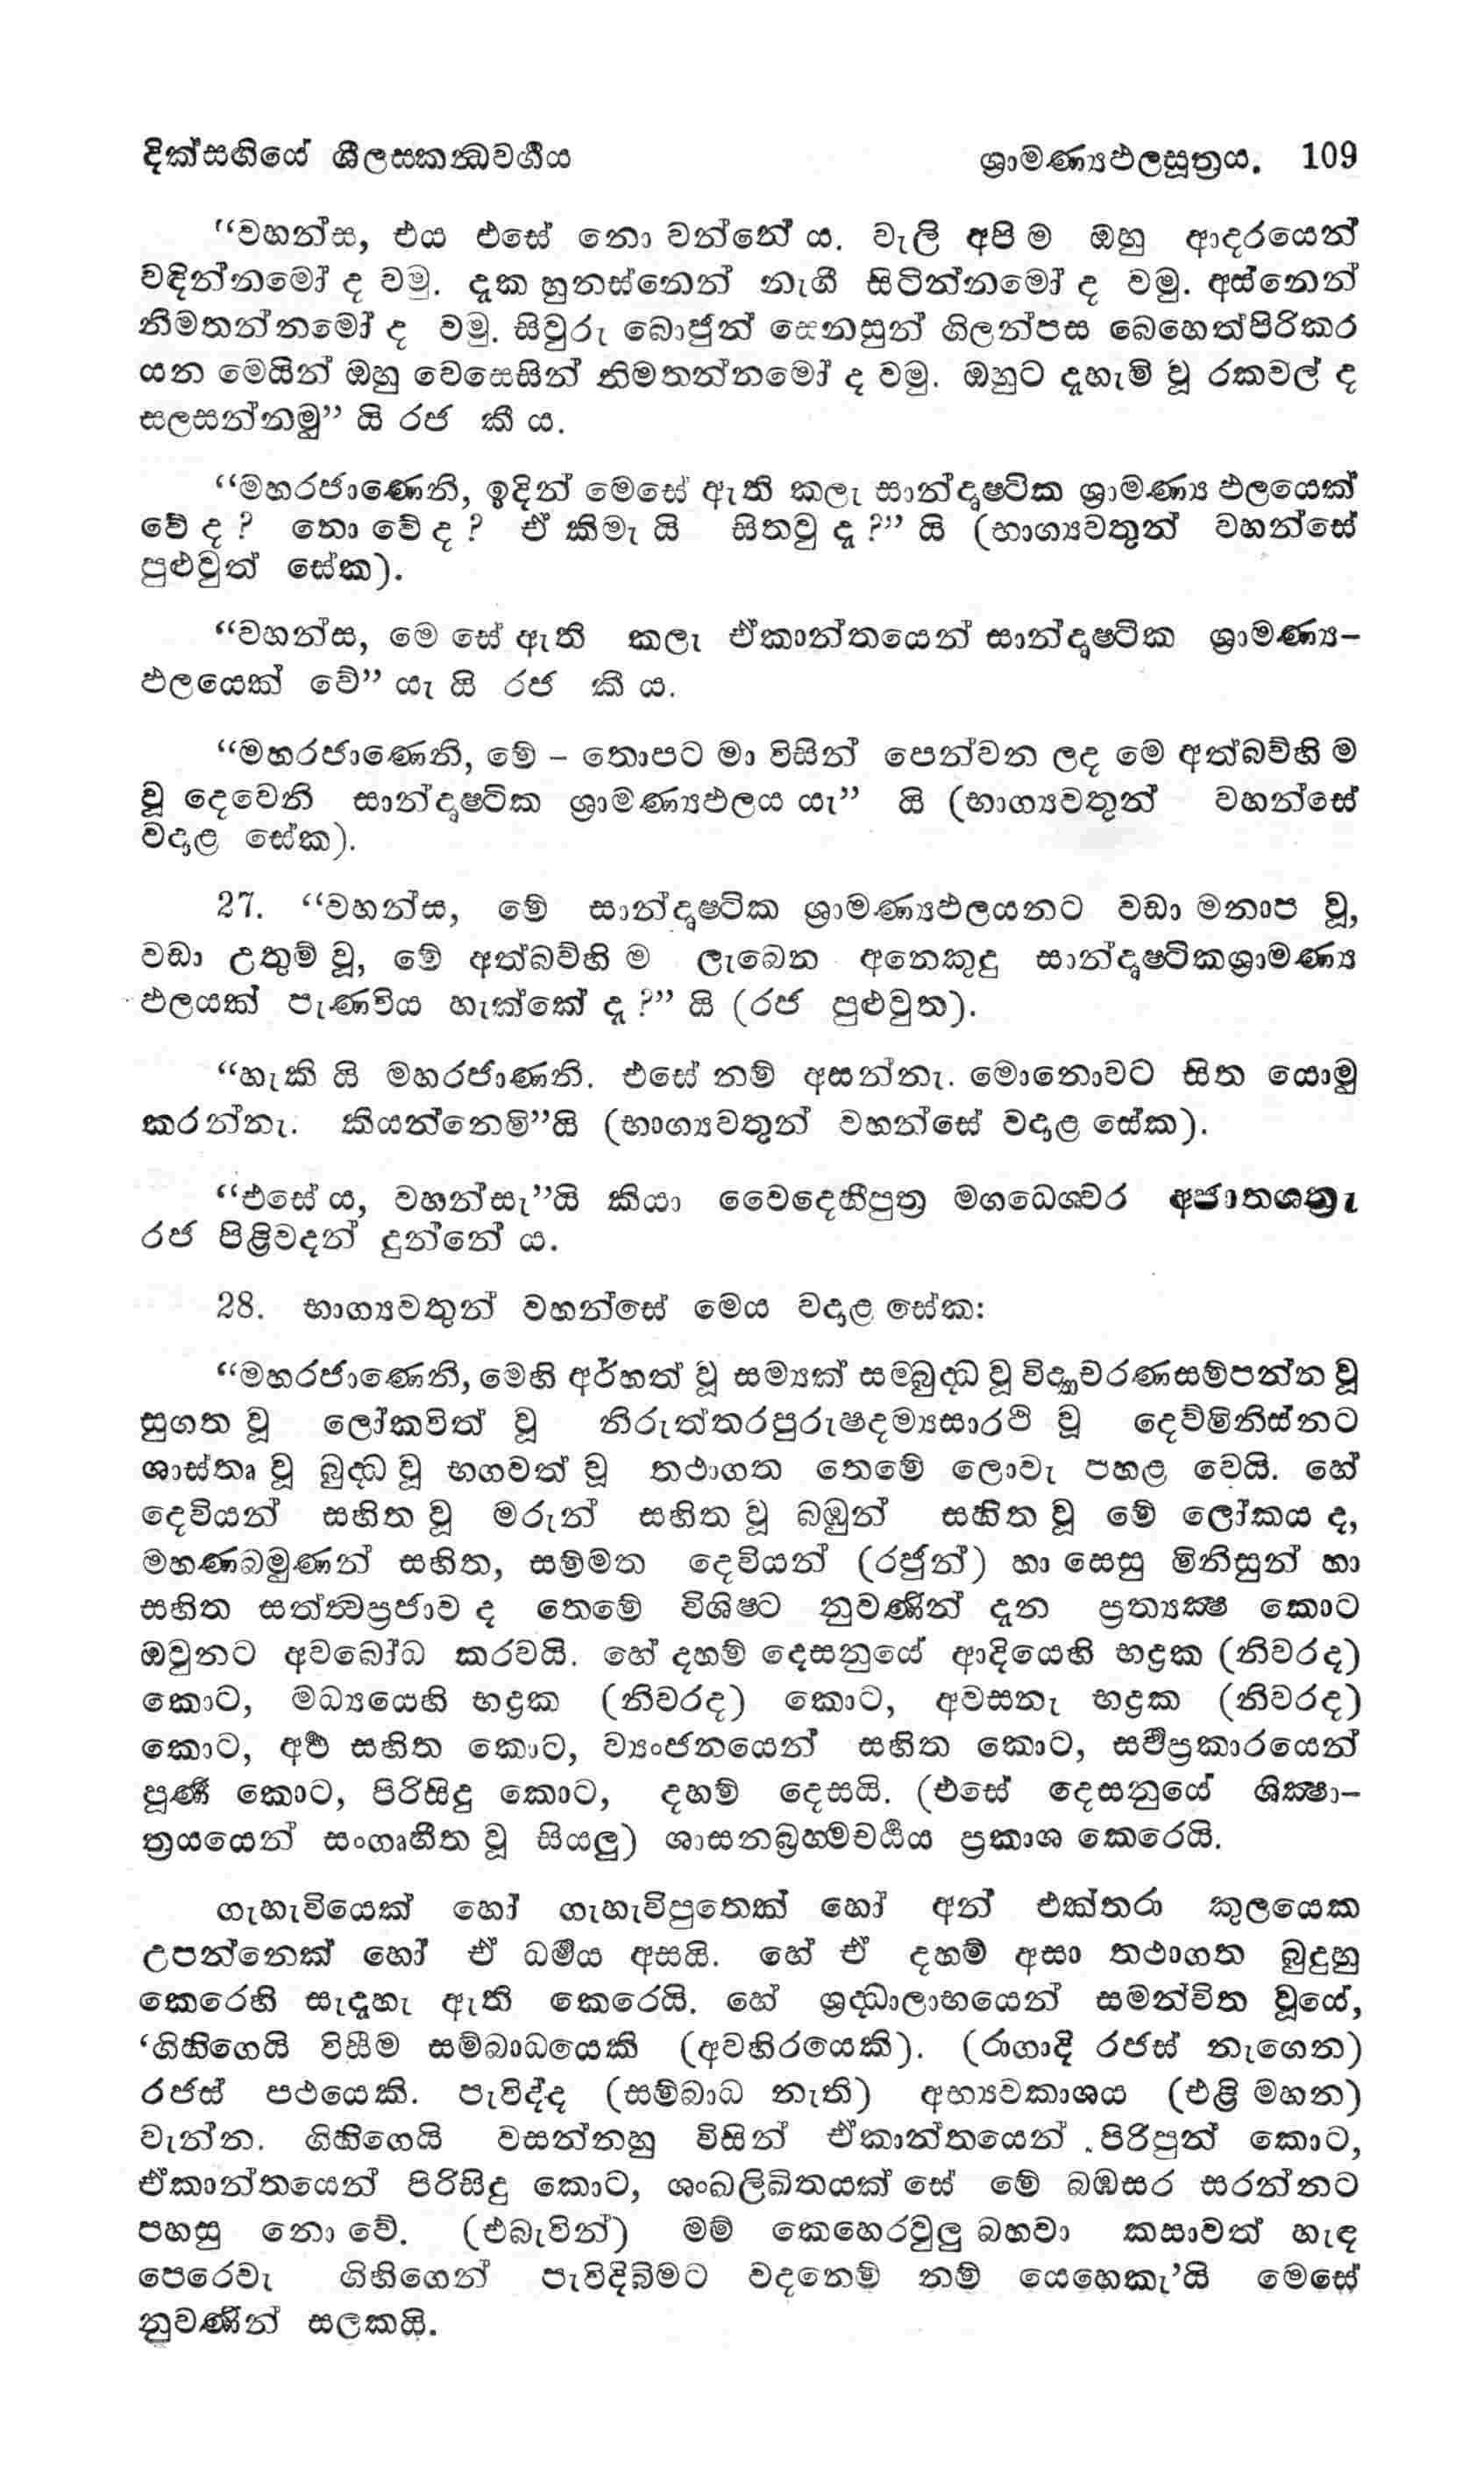 දික්සඟියේ ශීලස්කන්ධවර්ගය ශ්‍රාමණ්‍යඵලසූත්‍රය. 109
“වහන්ස, එය එසේ නො වන්නේ ය. වැලි අපි ම ඔහු ආදරයෙන්
වඳින්නමෝ ද වමු. දැක හුනස්නෙන් නැගී සිටින්නමෝ ද වමු. අස්නෙන්
නිමතන්නමෝ ද වමු. සිවුරු බොජුන් සෙනසුන් ගිලන්පස බෙහෙත්පිරිකර
යන මෙයින් ඔහු වෙසෙසින් නිමතන්නමෝ ද වමු. ඔහුට දැහැමි වූ රකවල් ද
සලසන්නමු” යි රජ කී ය.
“මහරජාණෙනි, ඉදින් මෙසේ ඇති කලැ සාන්දෘෂ්ටික ශ්‍රාමණ්‍ය ඵලයෙක්
වේ ද? නො වේ ද? ඒ කිමැ යි සිතවු දැ?” යි (භාග්‍යවතුන් වහන්සේ
පුළුවුත් සේක).
“වහන්ස, මෙ සේ ඇති කලැ ඒකාන්තයෙන් සාන්දෘෂ්ටික ශ්‍රාමණ්‍ය–
ඵලයෙක් වේ” යැ යි රජ කී ය.
“මහරජාණෙනි, මේ – තොපට මා විසින් පෙන්වන ලද මෙ අත්බව්හි ම
වූ දෙවෙනි සාන්දෘෂ්ටික ශ්‍රාමණ්‍යඵලය යැ” යි (භාග්‍යවතුන් වහන්සේ
වදාළ සේක).
27. “වහන්ස, මේ සාන්දෘෂ්ටික ශ්‍රාමණ්‍යඵලයනට වඩා මනාප වූ,
වඩා උතුම් වූ, මේ අත්බව්හි ම ලැබෙන අනෙකුදු සාන්දෘෂ්ටිකශ්‍රාමණ්‍ය
ඵලයක් පැණවිය හැක්කේ දැ?” යි (රජ පුළුවුත).
“හැකි යි මහරජාණනි. එසේ නම් අසන්නැ. මොනොවට සිත යොමු
කරන්නැ. කියන්නෙමි”යි (භාග්‍යවතුන් වහන්සේ වදාළ සේක).
“එසේ ය, වහන්සැ”යි කියා වෛදෙහීපුත්‍ර මගධෙශ්වර අජාතශත්‍රැ
රජ පිළිවදන් දුන්නේ ය.
28. භාග්‍යවතුන් වහන්සේ මෙය වදාළ සේක:
“මහරජාණෙනි, මෙහි අර්හත් වූ සම්‍යක් සම්බුද්ධ වූ විද්‍යාචරණසම්පන්න වූ
සුගත වූ ලෝකවිත් වූ නිරුත්තරපුරුෂදම්‍යසාරථි වූ දෙව්මිනිස්නට
ශාස්තෘ වූ බුද්ධ වූ භගවත් වූ තථාගත තෙමේ ලොවැ පහළ වෙයි. හේ
දෙවියන් සහිත වූ මරුන් සහිත වූ බඹුන් සහිත වූ මේ ලෝකය ද,
මහණබමුණන් සහිත, සම්මත දෙවියන් (රජුන්) හා සෙසු මිනිසුන් හා
සහිත සත්ත්වප්‍රජාව ද තෙමේ විශිෂ්ට නුවණින් දැන ප්‍රත්‍යක්ෂ කොට
ඔවුනට අවබෝධ කරවයි. හේ දහම් දෙසනුයේ ආදියෙහි භද්‍රක (නිවරද)
කොට, මධ්‍යයෙහි භද්‍රක (නිවරද) කොට, අවසනැ භද්‍රක (නිවරද)
කොට, අර්ථ සහිත කොට, ව්‍යංජනයෙන් සහිත කොට, සර්වප්‍රකාරයෙන්
පූර්ණ කොට, පිරිසිදු කොට, දහම් දෙසයි. (එසේ දෙසනුයේ ශික්ෂා–
ත්‍රයයෙන් සංගෘහීත වූ සියලු) ශාසනබ්‍රහ්මචර්යය ප්‍රකාශ කෙරෙයි.
ගැහැවියෙක් හෝ ගැහැවිපුතෙක් හෝ අන් එක්තරා කුලයෙක
උපන්නෙක් හෝ ඒ ධර්මය අසයි. හේ ඒ දහම් අසා තථාගත බුදුහු
කෙරෙහි සැදැහැ ඇති කෙරෙයි. හේ ශ්‍රද්ධාලාභයෙන් සමන්විත වූයේ,
‘ගිහිගෙයි විසීම සම්බාධයෙකි (අවහිරයෙකි). (රාගාදි රජස් නැගෙන)
රජස් පථයෙකි. පැවිද්ද (සම්බාධ නැති) අභ්‍යවකාශය (එළි මහන)
වැන්න. ගිහිගෙයි වසන්නහු විසින් ඒකාන්තයෙන් පිරිපුන් කොට,
ඒකාන්තයෙන් පිරිසිදු කොට, ශංඛලිඛිතයක් සේ මේ බඹසර සරන්නට
පහසු නො වේ. (එබැවින්) මම් කෙහෙරවුලු බහවා කසාවත් හැඳ
පෙරෙවැ ගිහිගෙන් පැවිදිබිමට වදනෙම් නම් යෙහෙකැ’යි මෙසේ
නුවණින් සලකයි.